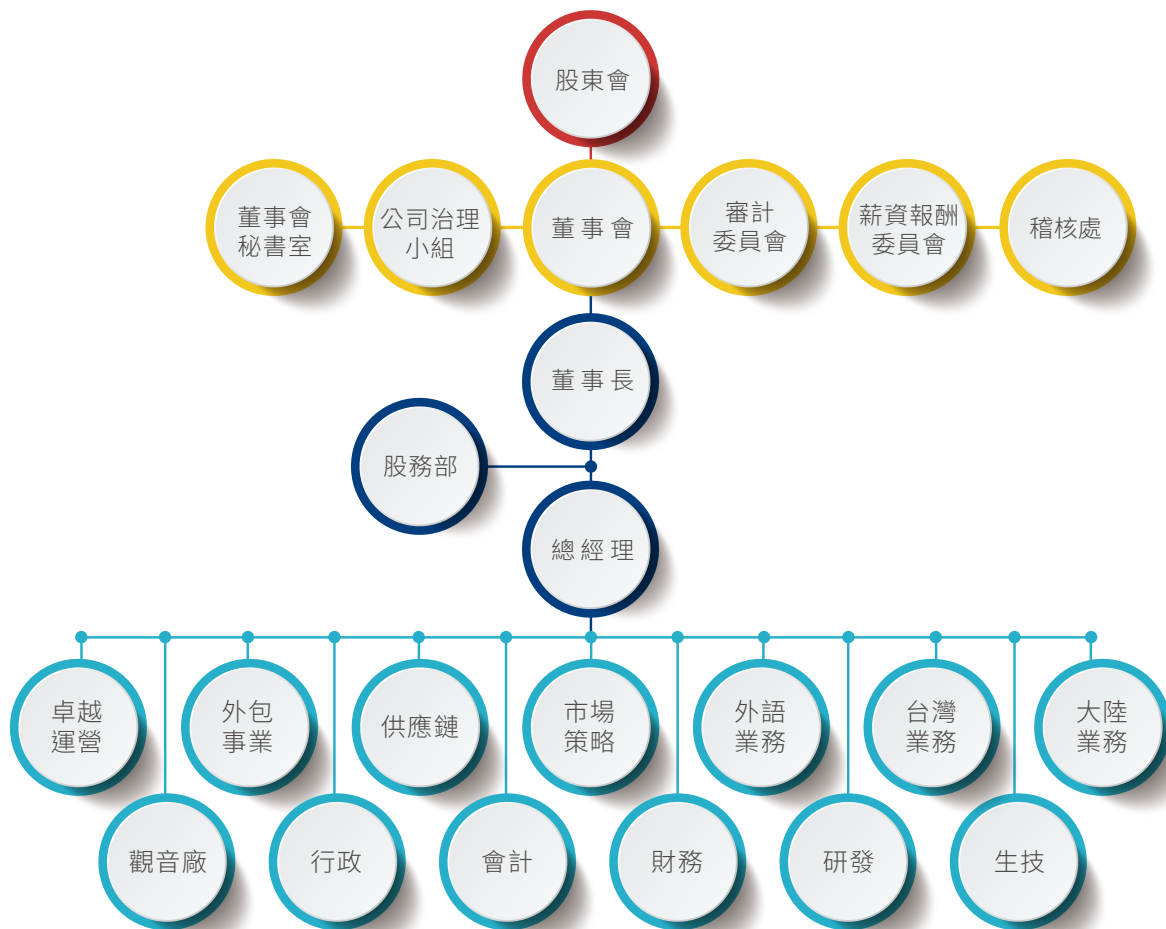 股東會
董事會
秘書室
公司治理
小組
董事會
審計
委員會
薪資報酬
委員會
稽核處
董事長
股務部
總經理
卓越
運營
外包
事業
供應鏈
市場
策略
外語
業務
台灣
業務
大陸
業務
觀音廠
行政
會計
財務
研發
生技